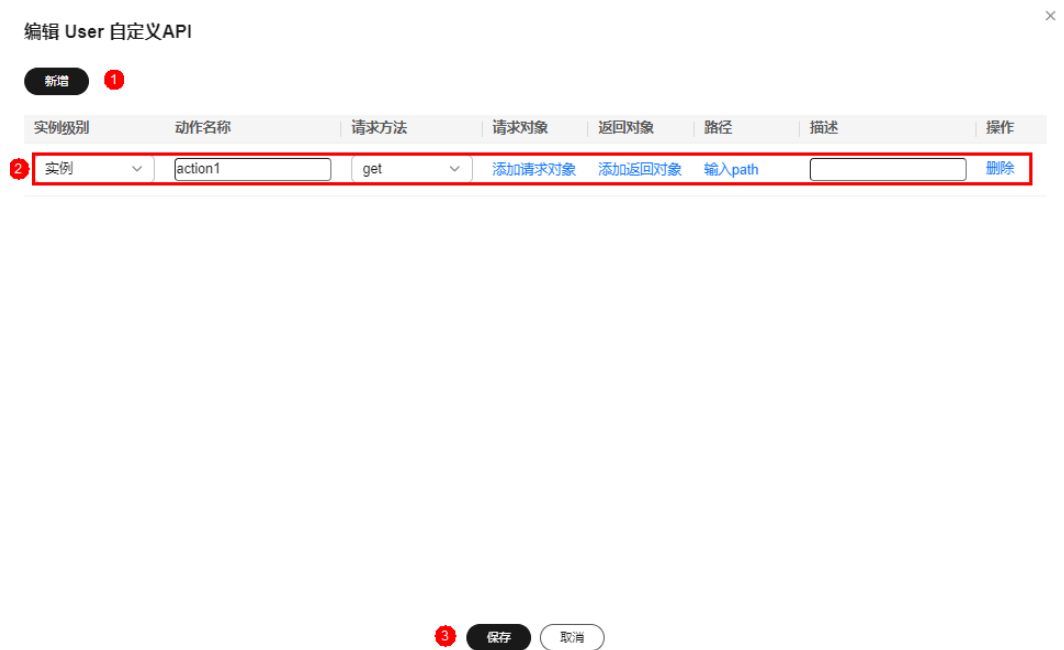 编辑 User 自定义API
新增 1
实例级别 动作名称 请求方法 请求对象 返回对象 路径 描述 操作
2 实例 action1 get 添加请求对象 添加返回对象 输入path 删除
3 保存 取消